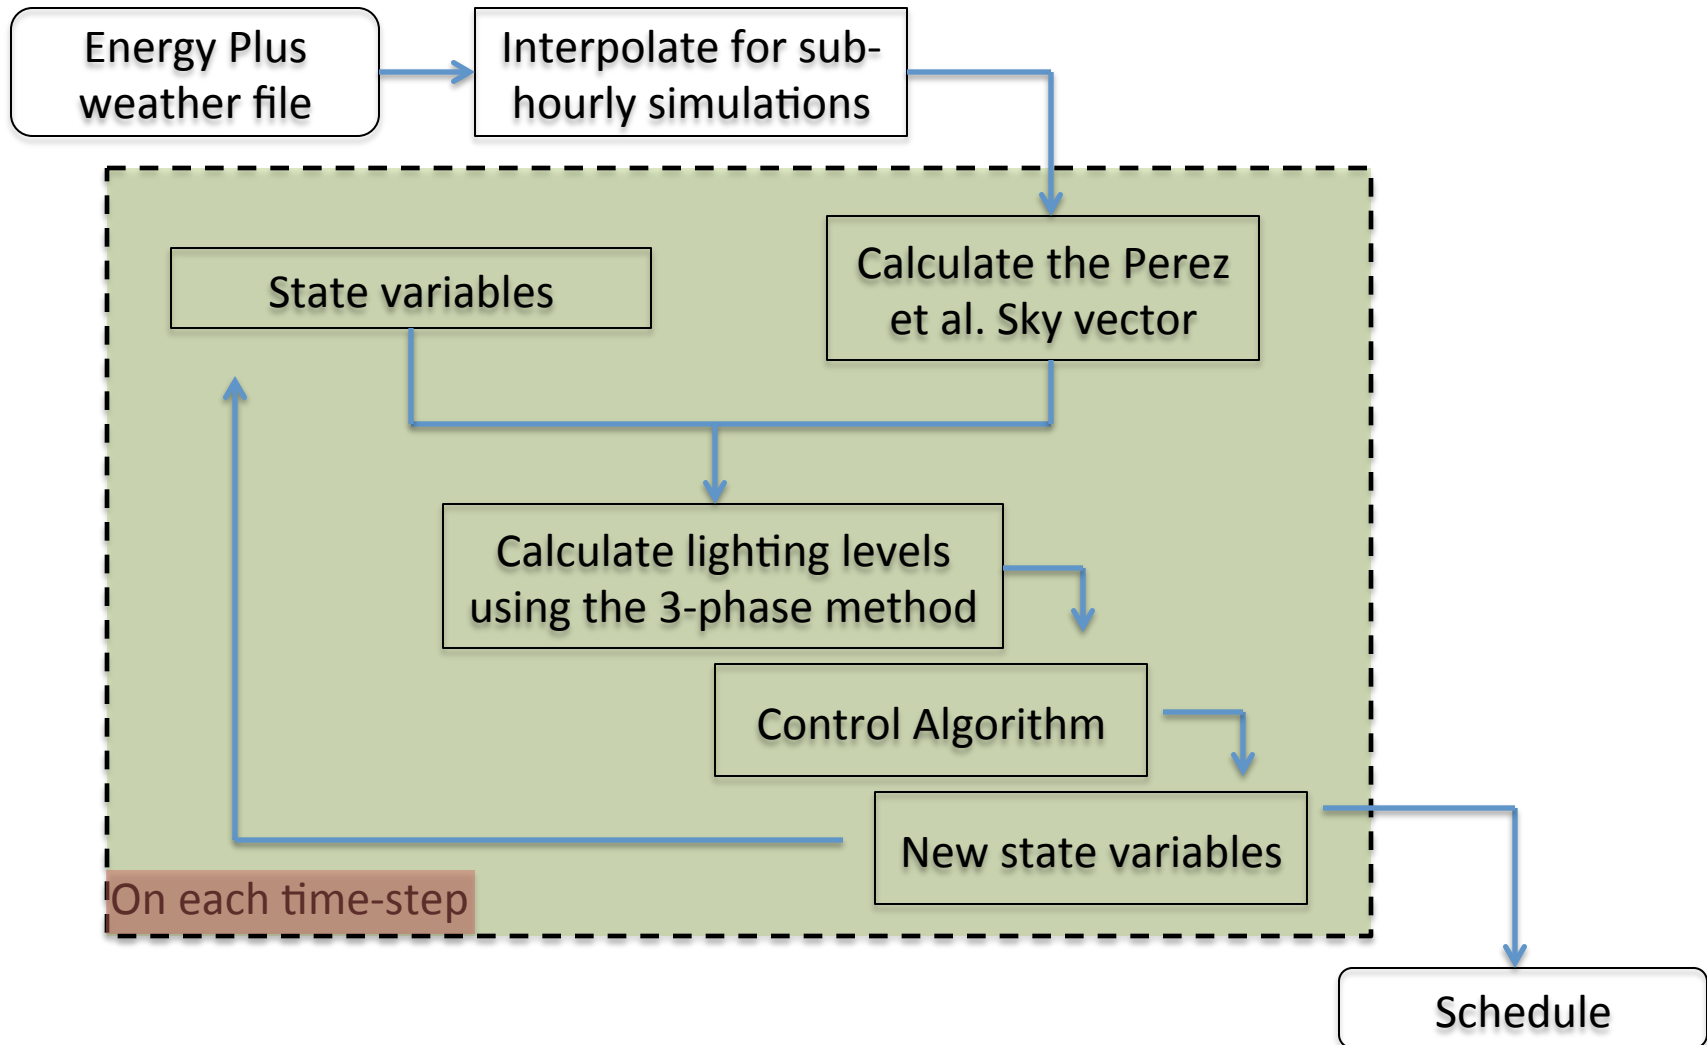 Energy Plus
weather file
Interpolate for sub-
hourly simulations
State variables
Calculate the Perez
et al. Sky vector
Calculate lighting levels
using the 3-phase method
Control Algorithm
New state variables
On each time-step
Schedule